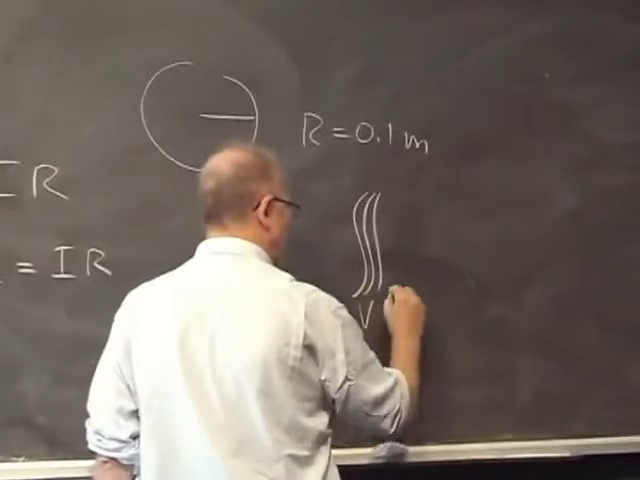 R = 0.1 m
IR
= IR
V